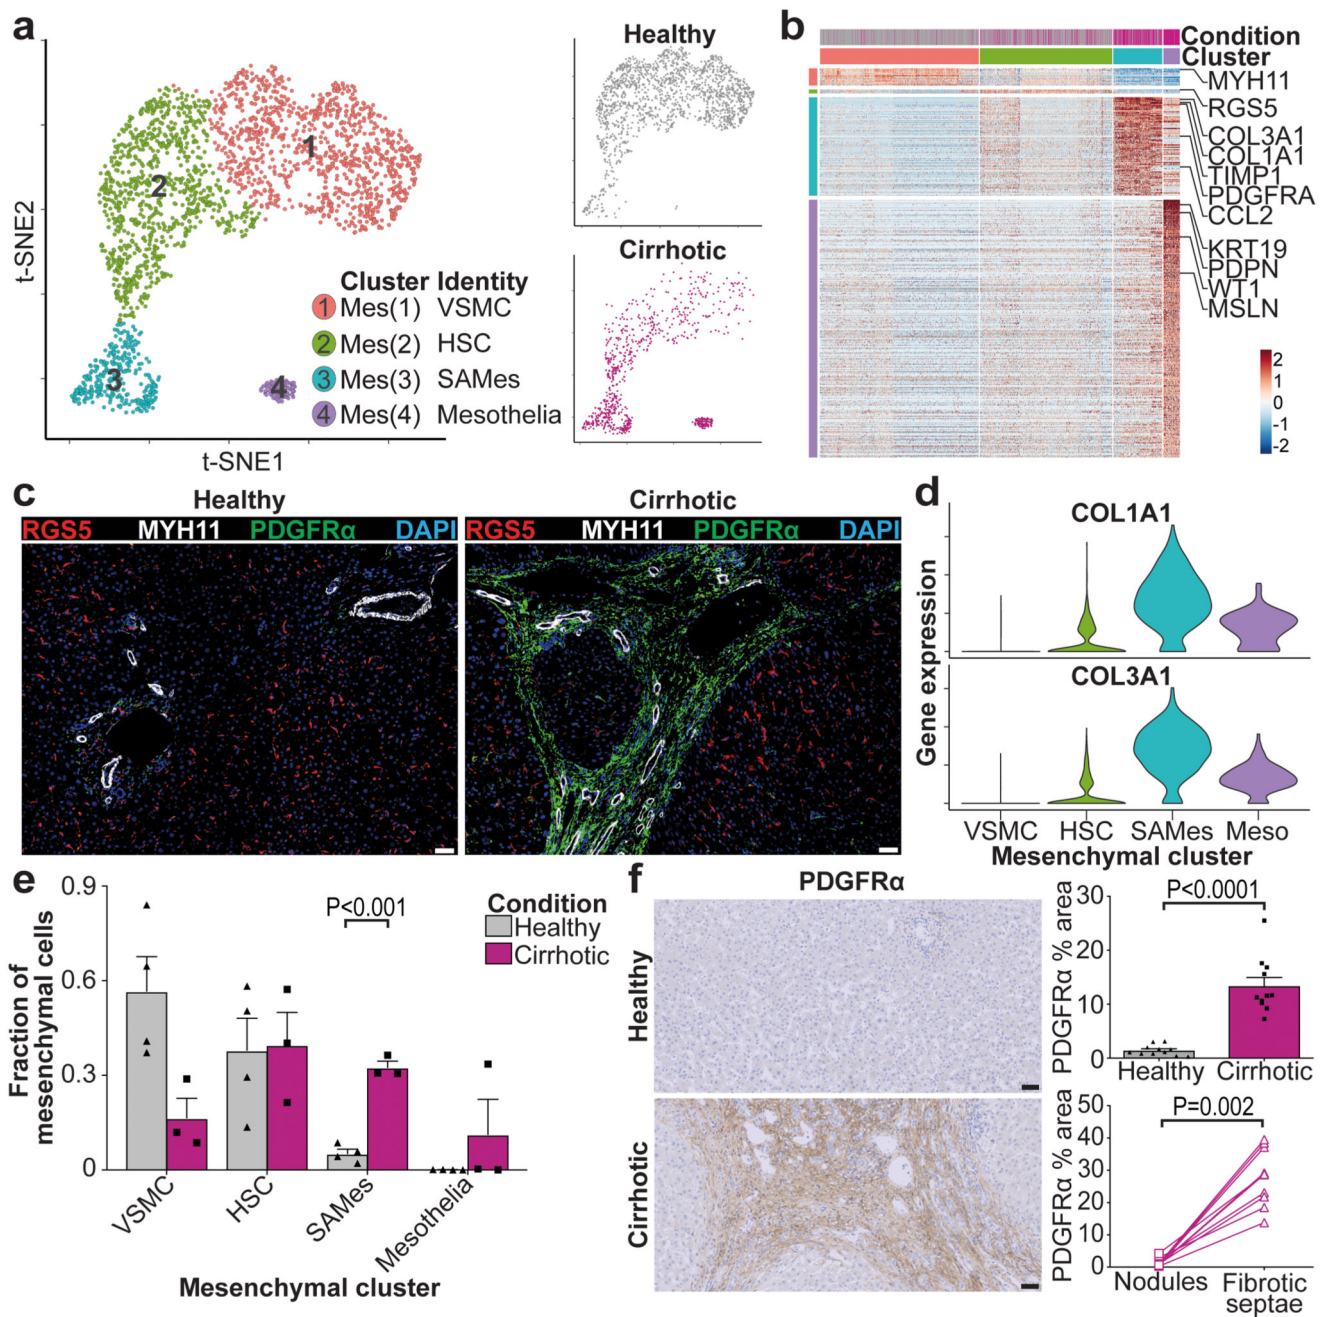 a
t-SNE2
t-SNE1
1
2
3
4
Cluster Identity
1 Mes(1) VSMC
2 Mes(2) HSC
3 Mes(3) SAMes
4 Mes(4) Mesothelia
Healthy
Cirrhotic
b
Condition
Cluster
MYH11
RGS5
COL3A1
COL1A1
TIMP1
PDGFRA
CCL2
KRT19
PDPN
WT1
MSLN
2
1
0
-1
-2
c
Healthy
RGS5 MYH11 PDGFRα DAPI
Cirrhotic
RGS5 MYH11 PDGFRα DAPI
d
Gene expression
COL1A1
COL3A1
VSMC HSC SAMes Meso
Mesenchymal cluster
e
Fraction of
mesenchymal cells
0.9
0.6
0.3
0
P<0.001
Condition
Healthy
Cirrhotic
VSMC
HSC
SAMes
Mesothelia
Mesenchymal cluster
f
PDGFRα
Healthy
Cirrhotic
PDGFRα % area
30
20
10
0
P<0.0001
Healthy Cirrhotic
PDGFRα % area
50
40
30
20
10
0
P=0.002
Nodules Fibrotic
septae